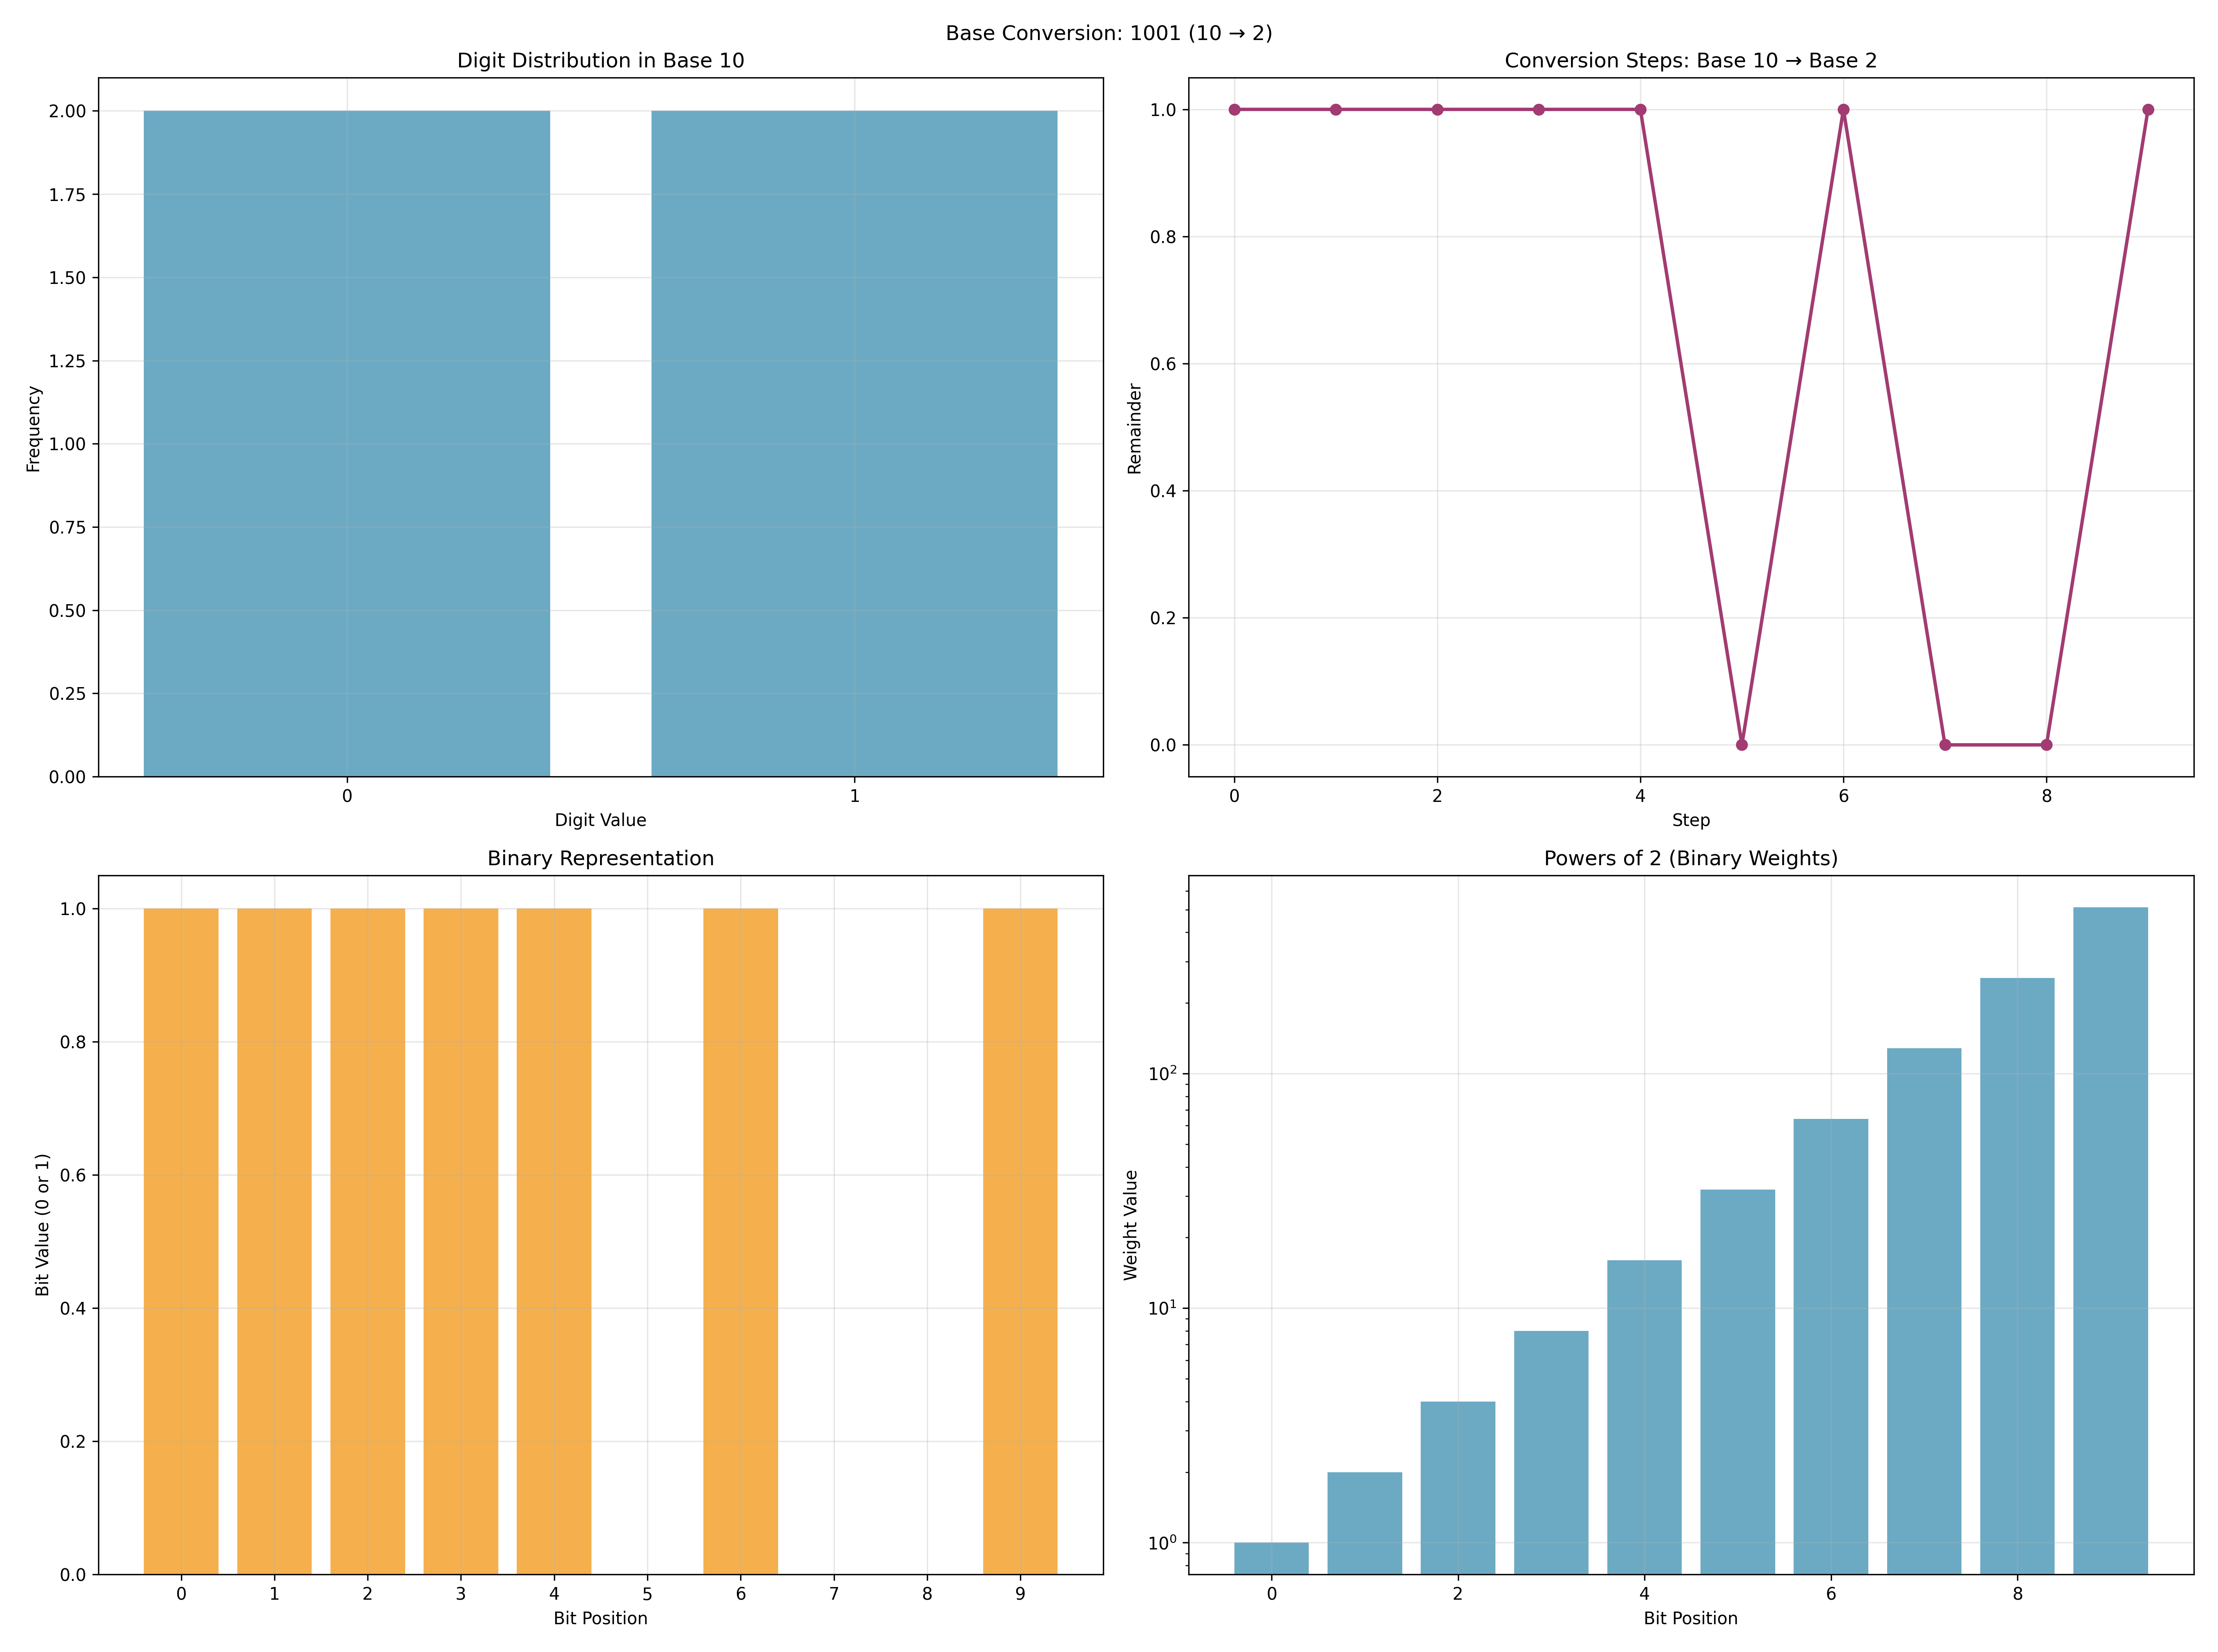 Base Conversion: 1001 (10 → 2)
Digit Distribution in Base 10
2.00
1.75
1.50
1.25
1.00
0.75
0.50
0.25
0.00
Frequency
0 1
Digit Value
Conversion Steps: Base 10 → Base 2
1.0
0.8
0.6
0.4
0.2
0.0
Remainder
0 2 4 6 8
Step
Binary Representation
1.0
0.8
0.6
0.4
0.2
0.0
Bit Value (0 or 1)
0 1 2 3 4 5 6 7 8 9
Bit Position
Powers of 2 (Binary Weights)
10²
10¹
10⁰
Weight Value
0 2 4 6 8
Bit Position